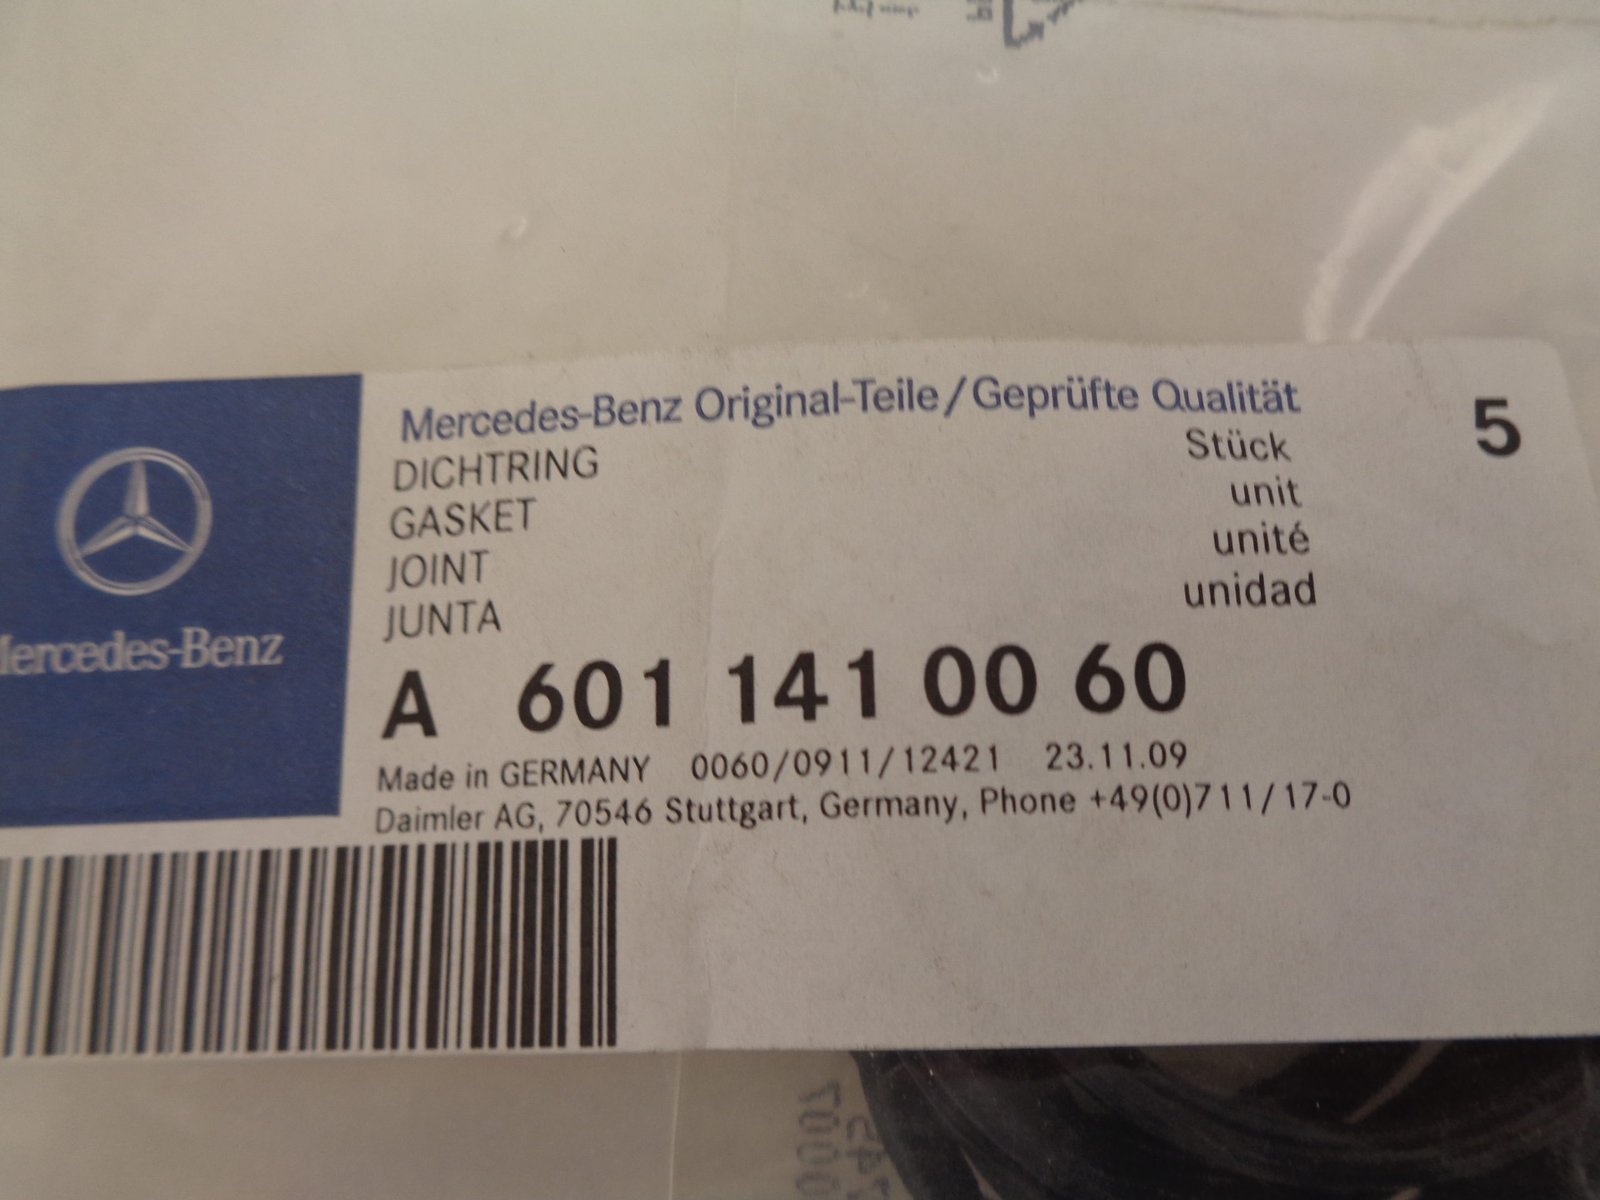 Mercedes-Benz Original-Teile/Geprüfte Qualität
DICHTRING
GASKET
JOINT
JUNTA
Stück
unit
unité
unidad
5
Mercedes-Benz
A 601 141 00 60
Made in GERMANY 0060/0911/12421 23.11.09
Daimler AG, 70546 Stuttgart, Germany, Phone +49(0)711/17-0